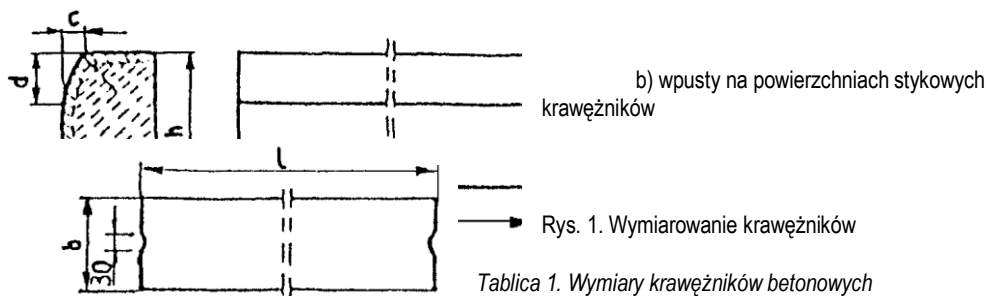 c
d
h
b) wpusty na powierzchniach stykowych
krawężników
l
b
30
Rys. 1. Wymiarowanie krawężników
Tablica 1. Wymiary krawężników betonowych